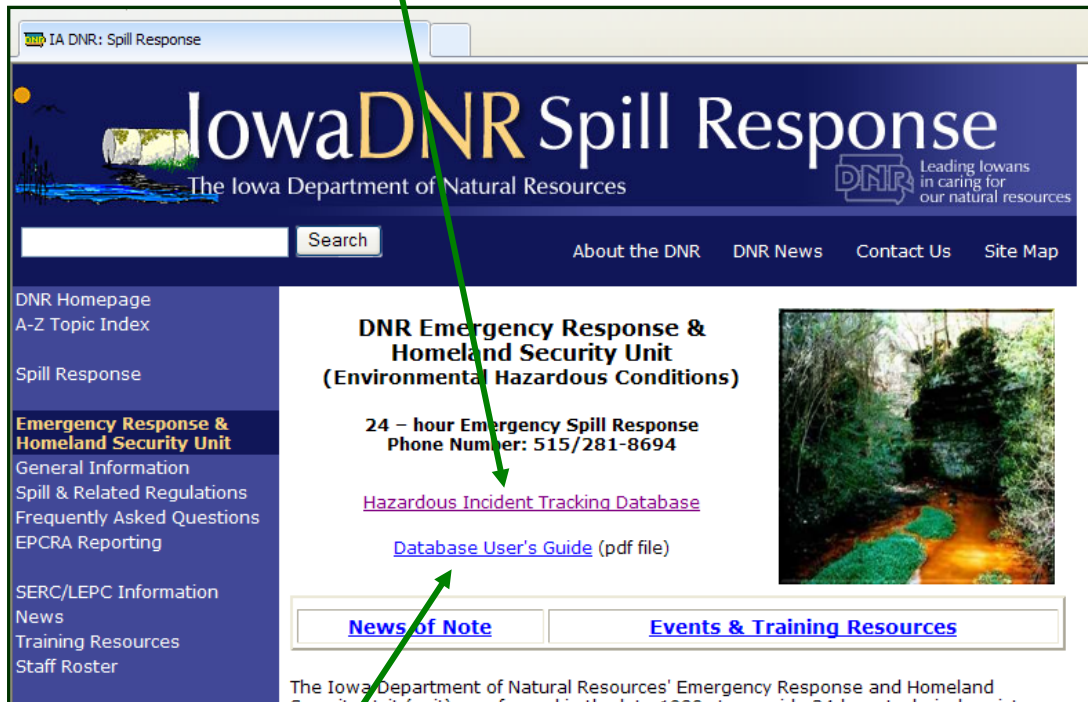 IA DNR: Spill Response
IowaDNR Spill Response
The Iowa Department of Natural Resources
DNR
Leading Iowans
in caring for
our natural resources
Search
About the DNR DNR News Contact Us Site Map
DNR Homepage
A-Z Topic Index
Spill Response
Emergency Response &
Homeland Security Unit
General Information
Spill & Related Regulations
Frequently Asked Questions
EPCRA Reporting
SERC/LEPC Information
News
Training Resources
Staff Roster
DNR Emergency Response &
Homeland Security Unit
(Environmental Hazardous Conditions)
24 – hour Emergency Spill Response
Phone Number: 515/281-8694
Hazardous Incident Tracking Database
Database User's Guide (pdf file)
News of Note Events & Training Resources
The Iowa Department of Natural Resources' Emergency Response and Homeland